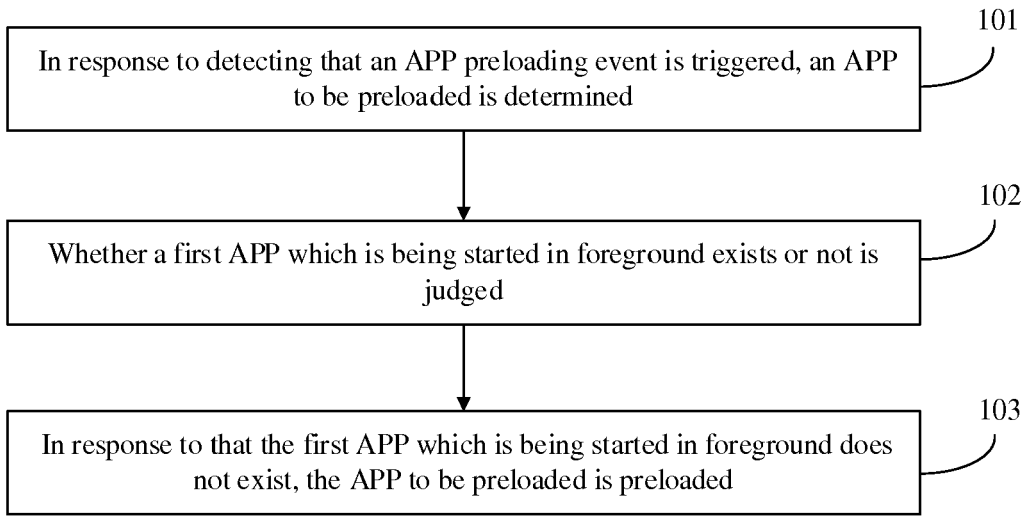 101
In response to detecting that an APP preloading event is triggered, an APP
to be preloaded is determined
102
Whether a first APP which is being started in foreground exists or not is
judged
103
In response to that the first APP which is being started in foreground does
not exist, the APP to be preloaded is preloaded